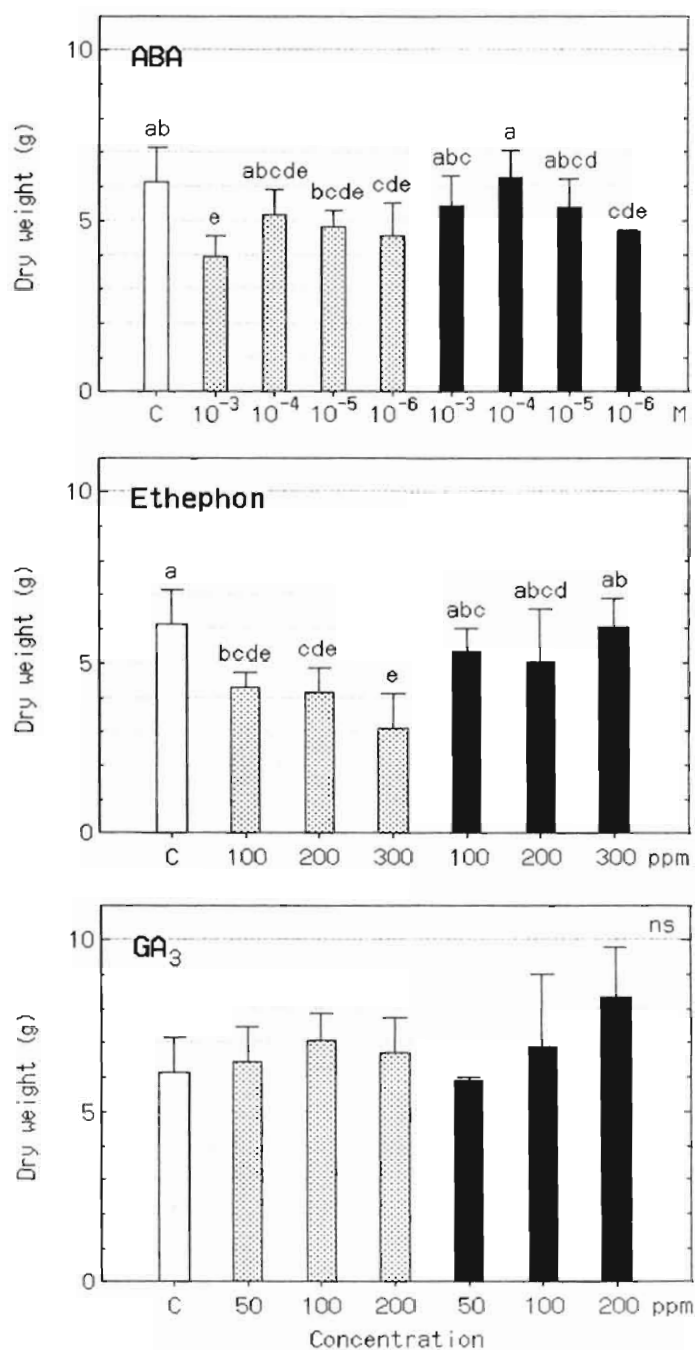 10
ABA
Dry weight (g)
ab
e
abcde
bcde
cde
abc
a
abcd
cde
5
0
C 10⁻³ 10⁻⁴ 10⁻⁵ 10⁻⁶ 10⁻³ 10⁻⁴ 10⁻⁵ 10⁻⁶ M
10
Ethephon
Dry weight (g)
a
bcde
cde
e
abc
abcd
ab
5
0
C 100 200 300 100 200 300 ppm
10
GA₃
ns
Dry weight (g)
5
0
C 50 100 200 50 100 200 ppm
Concentration